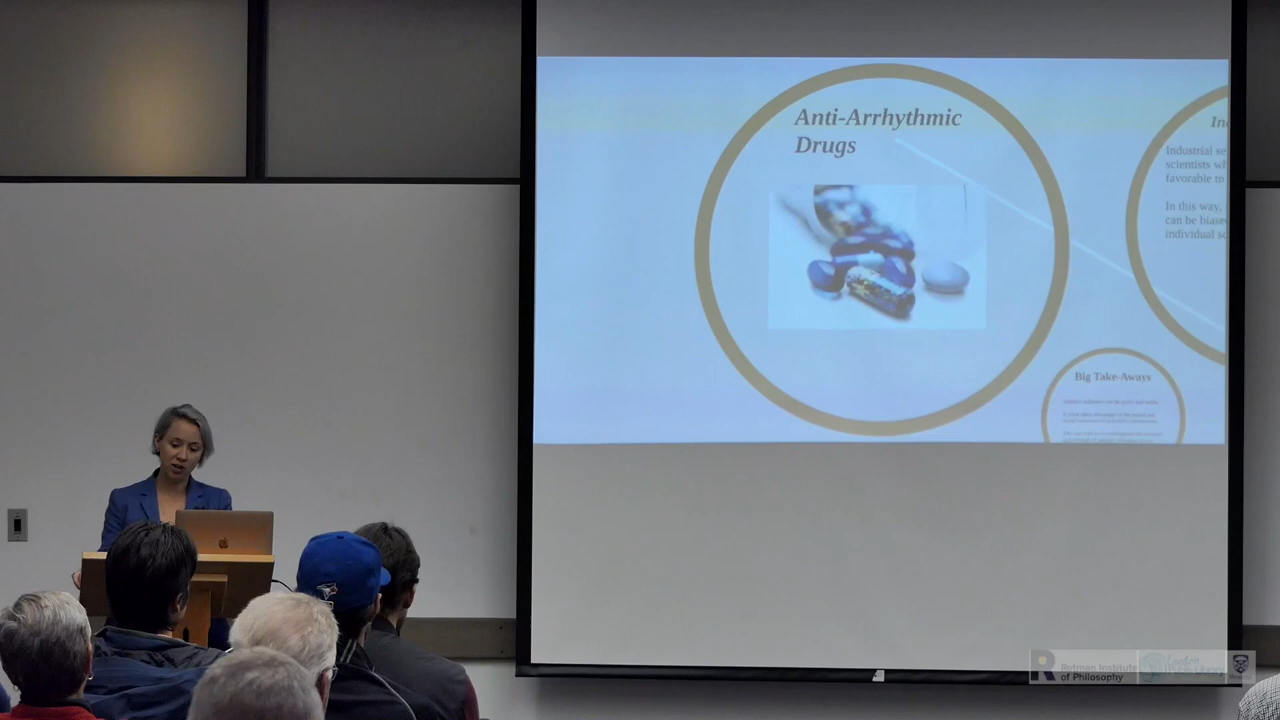 Anti-Arrhythmic
Drugs
In
Industrial se
scientists wh
favorable to
In this way,
can be biase
individual sc
Big Take-Aways
Rotman Institute
of Philosophy